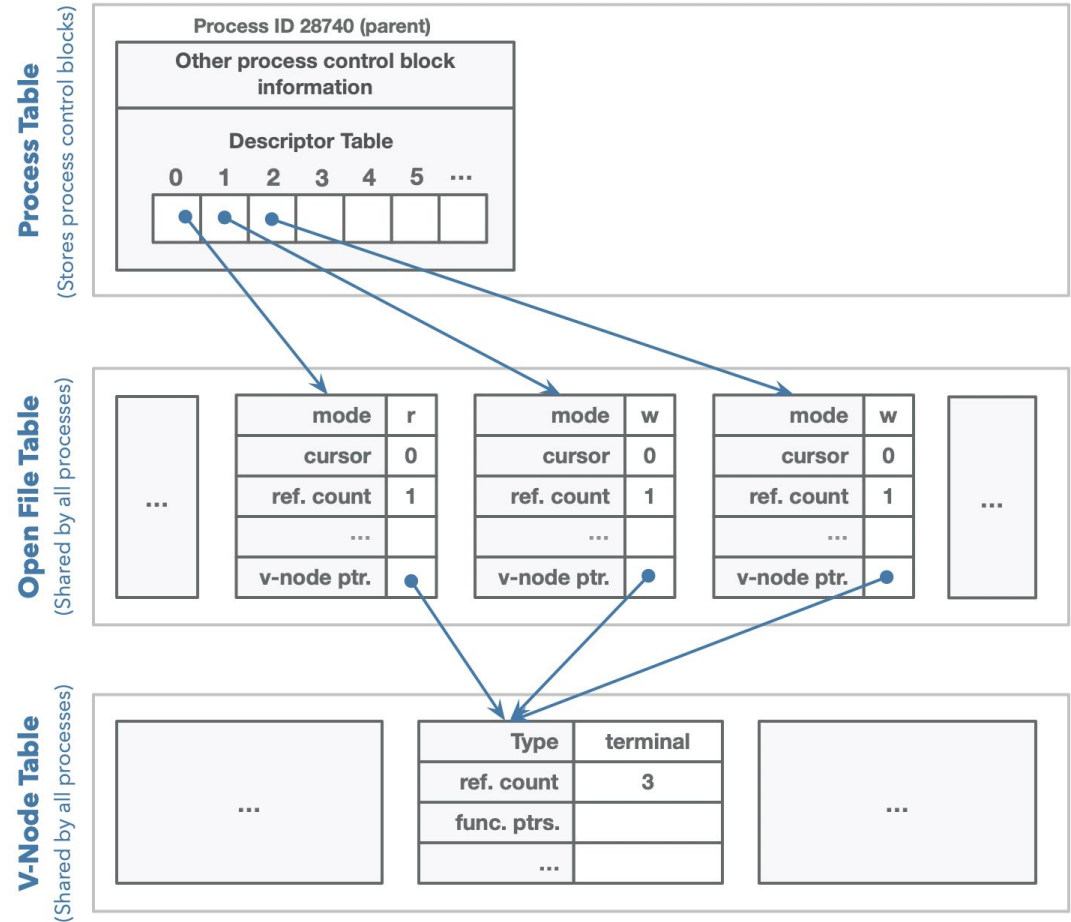 Process Table
(Stores process control blocks)
Process ID 28740 (parent)
Other process control block
information
Descriptor Table
0 1 2 3 4 5 ...
Open File Table
(Shared by all processes)
...
mode r
cursor 0
ref. count 1
...
v-node ptr.
mode w
cursor 0
ref. count 1
...
v-node ptr.
mode w
cursor 0
ref. count 1
...
v-node ptr.
...
V-Node Table
(Shared by all processes)
...
Type terminal
ref. count 3
func. ptrs.
...
...